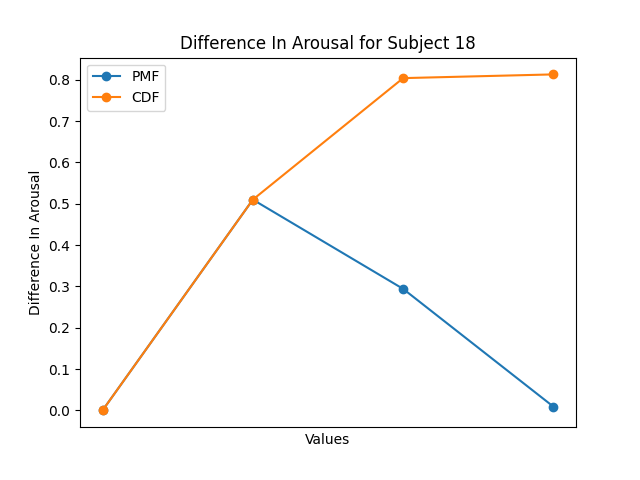 Difference In Arousal for Subject 18
PMF
CDF
0.8
0.7
0.6
0.5
0.4
0.3
0.2
0.1
0.0
Difference In Arousal
Values